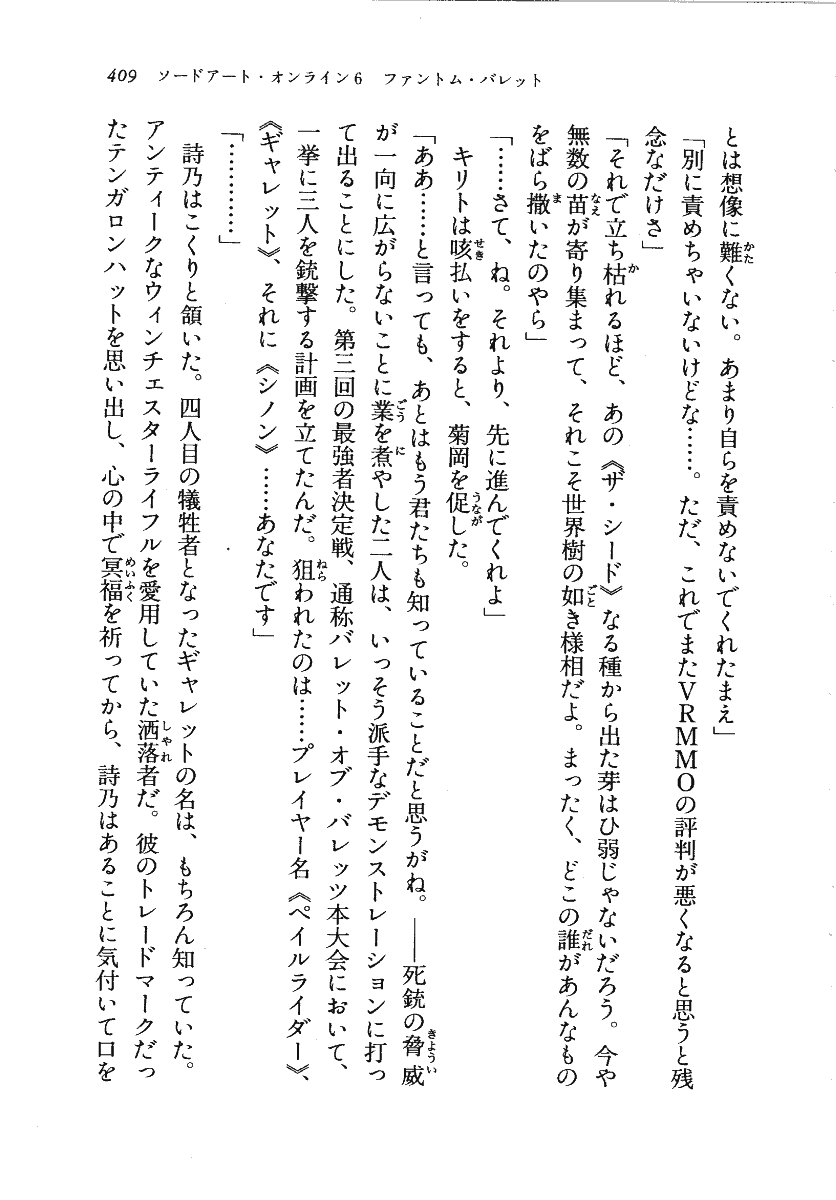 409 ソードアート・オンライン6 ファントム・バレット
とは想像に難くない。あまり自らを責めないでくれたまえ」
「別に責めちゃいないけどな……。ただ、これでまたVRMMOの評判が悪くなると思うと残
念なだけさ」
「それで立ち枯れるほど、あの《ザ・シード》なる種から出た芽はひ弱じゃないだろう。今や
無数の苗が寄り集まって、それこそ世界樹の如き様相だよ。まったく、どこの誰があんなもの
をばら撒いたのやら」
「……さて、ね。それより、先に進んでくれよ」
キリトは咳払いをすると、菊岡を促した。
「ああ……と言っても、あとはもう君たちも知っていることだと思うがね。――死銃の脅威
が一向に広がらないことに業を煮やした二人は、いっそう派手なデモンストレーションに打っ
て出ることにした。第三回の最強者決定戦、通称バレット・オブ・バレッツ本大会において、
一挙に三人を銃撃する計画を立てたんだ。狙われたのは……プレイヤー名《ペイルライダー》、
《ギャレット》、それに《シノン》……あなたです」
「…………」
詩乃はこくりと頷いた。四人目の犠牲者となったギャレットの名は、もちろん知っていた。
アンティークなウィンチェスターライフルを愛用していた洒落者だ。彼のトレードマークだっ
たテンガロンハットを思い出し、心の中で冥福を祈ってから、詩乃はあることに気付いて口を